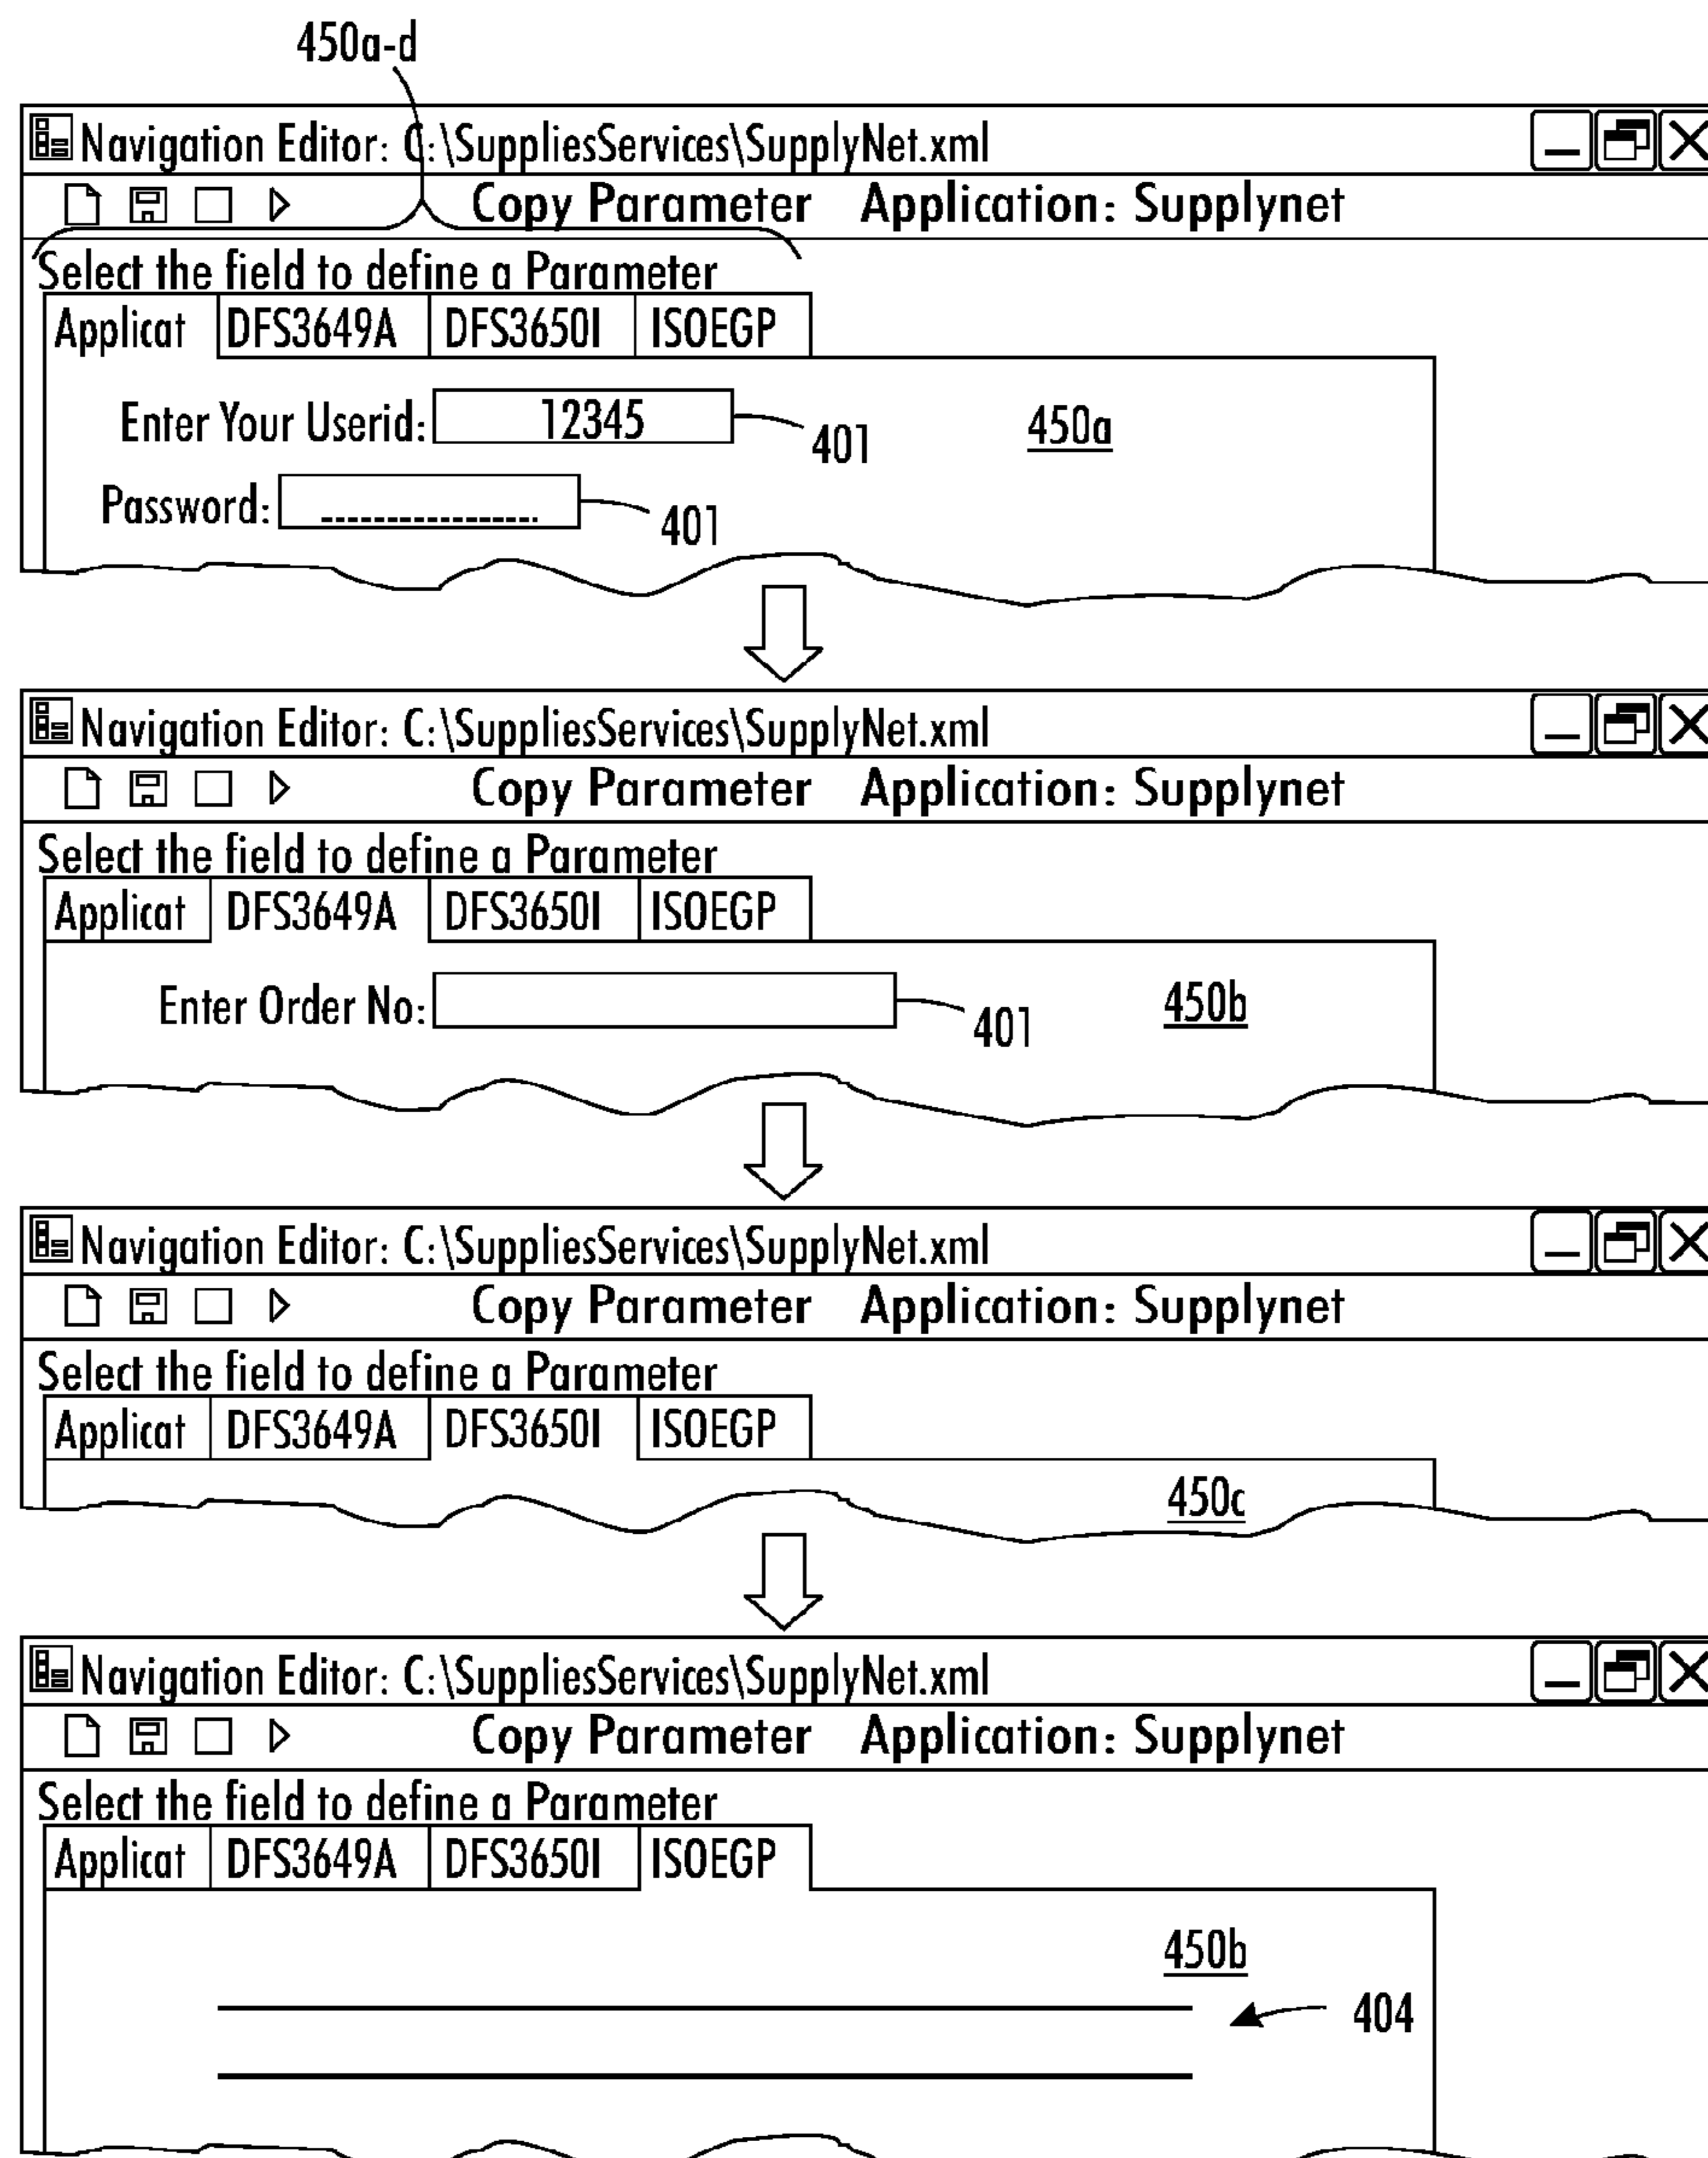 450a-d
Navigation Editor: C:\SuppliesServices\SupplyNet.xml
Copy Parameter Application: Supplynet
Select the field to define a Parameter
Applicat DFS3649A DFS3650I ISOEGP
Enter Your Userid: 12345 401 450a
Password: ---------------- 401
Navigation Editor: C:\SuppliesServices\SupplyNet.xml
Copy Parameter Application: Supplynet
Select the field to define a Parameter
Applicat DFS3649A DFS3650I ISOEGP
Enter Order No: 401 450b
Navigation Editor: C:\SuppliesServices\SupplyNet.xml
Copy Parameter Application: Supplynet
Select the field to define a Parameter
Applicat DFS3649A DFS3650I ISOEGP
450c
Navigation Editor: C:\SuppliesServices\SupplyNet.xml
Copy Parameter Application: Supplynet
Select the field to define a Parameter
Applicat DFS3649A DFS3650I ISOEGP
450b
404